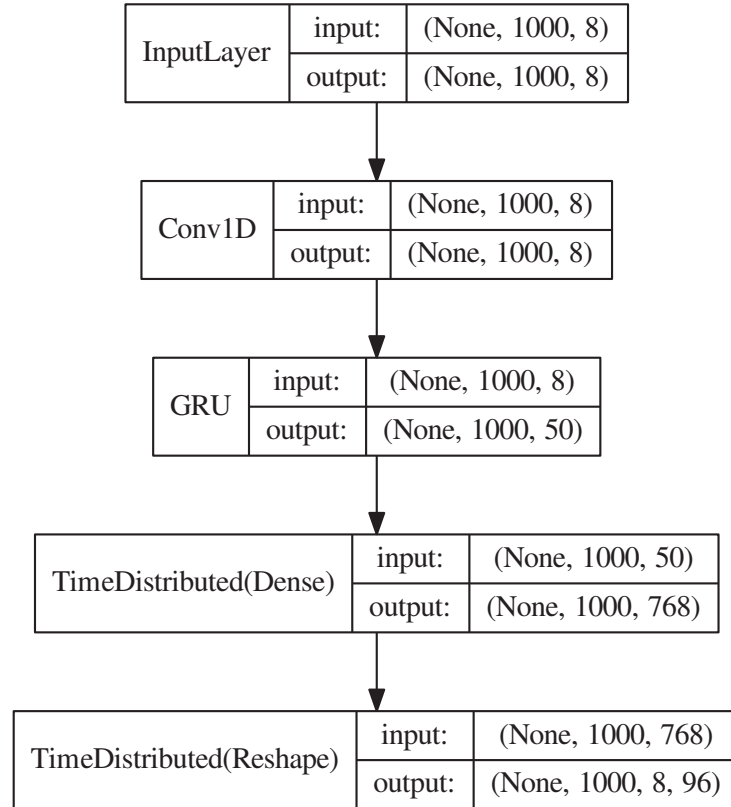 InputLayer
input: (None, 1000, 8)
output: (None, 1000, 8)
Conv1D
input: (None, 1000, 8)
output: (None, 1000, 8)
GRU
input: (None, 1000, 8)
output: (None, 1000, 50)
TimeDistributed(Dense)
input: (None, 1000, 50)
output: (None, 1000, 768)
TimeDistributed(Reshape)
input: (None, 1000, 768)
output: (None, 1000, 8, 96)